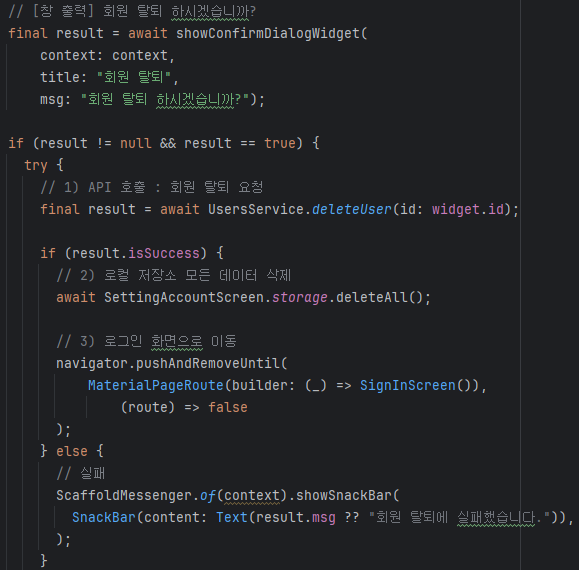 // [창 출력] 회원 탈퇴 하시겠습니까?
final result = await showConfirmDialogWidget(
    context: context,
    title: "회원 탈퇴",
    msg: "회원 탈퇴 하시겠습니까?");

if (result != null && result == true) {
  try {
    // 1) API 호출 : 회원 탈퇴 요청
    final result = await UsersService.deleteUser(id: widget.id);

    if (result.isSuccess) {
      // 2) 로컬 저장소 모든 데이터 삭제
      await SettingAccountScreen.storage.deleteAll();

      // 3) 로그인 화면으로 이동
      navigator.pushAndRemoveUntil(
          MaterialPageRoute(builder: (_) => SignInScreen()),
              (route) => false
      );
    } else {
      // 실패
      ScaffoldMessenger.of(context).showSnackBar(
        SnackBar(content: Text(result.msg ?? "회원 탈퇴에 실패했습니다.")),
      );
    }